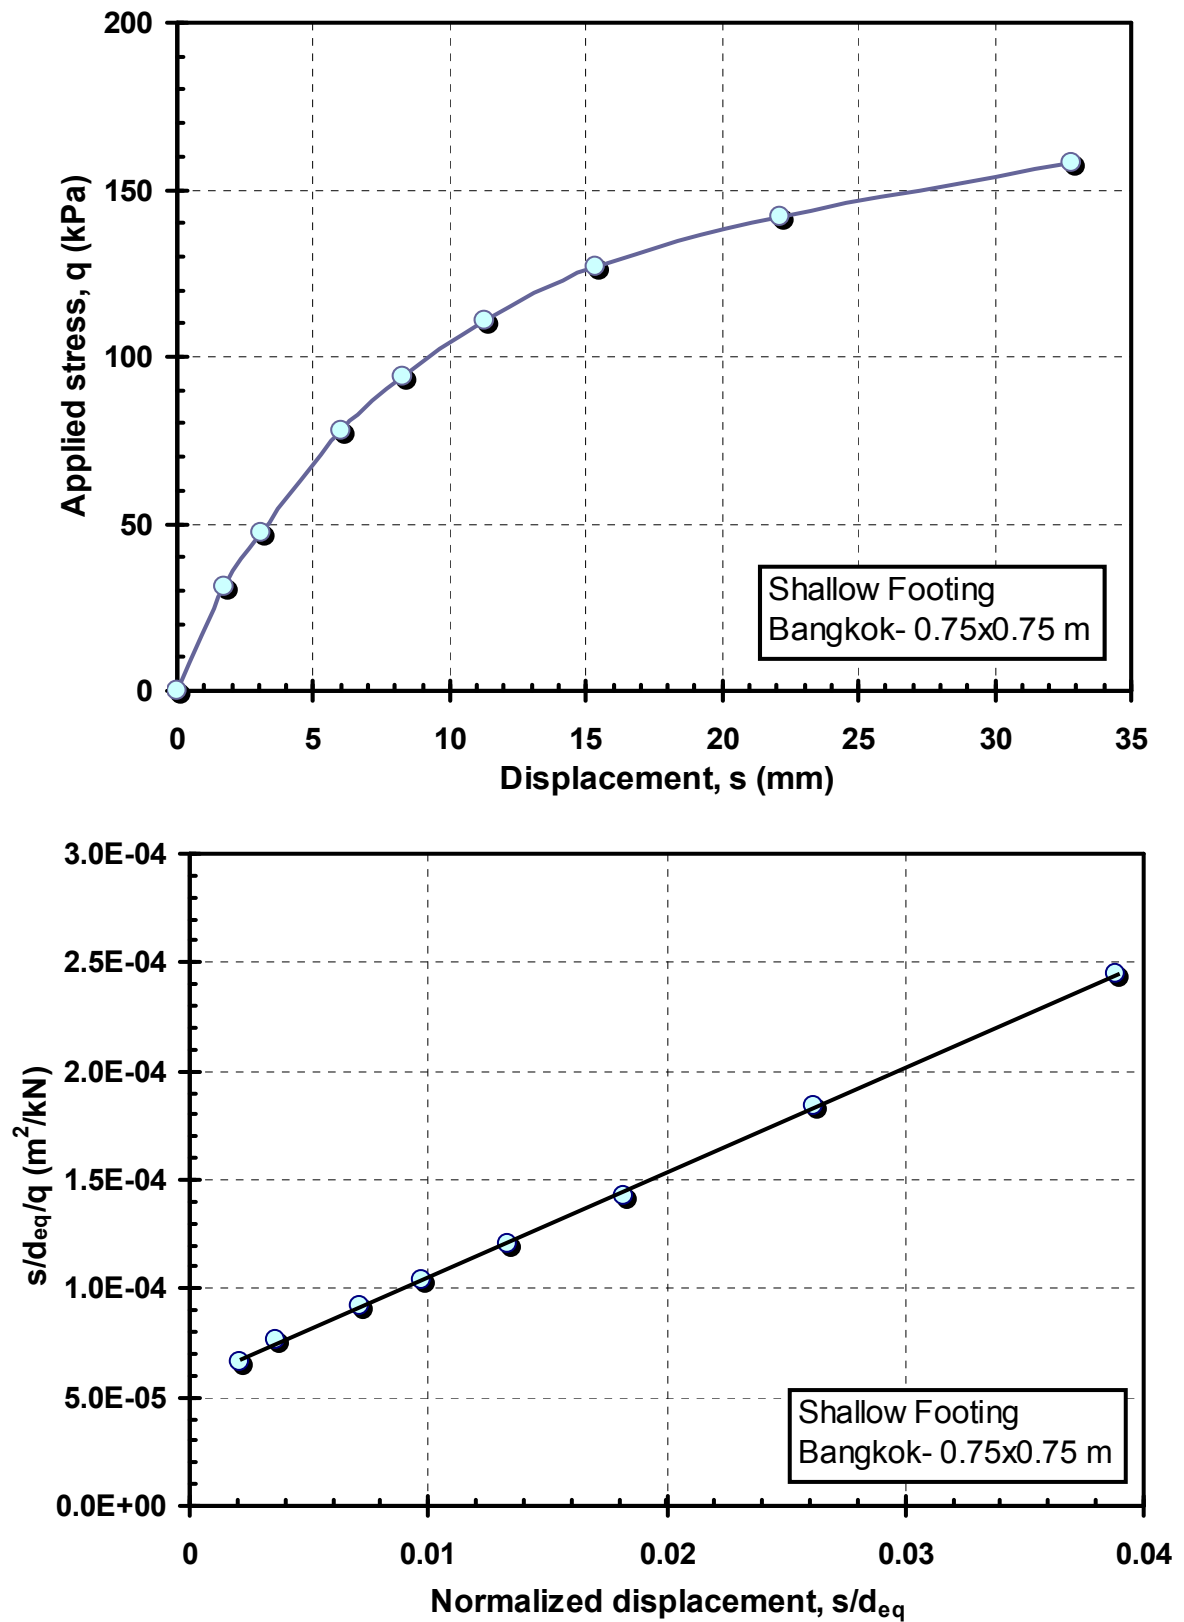 200
150
100
50
0
Applied stress, q (kPa)
Shallow Footing
Bangkok- 0.75x0.75 m
0 5 10 15 20 25 30 35
Displacement, s (mm)
3.0E-04
2.5E-04
2.0E-04
1.5E-04
1.0E-04
5.0E-05
0.0E+00
s/deq/q (m²/kN)
Shallow Footing
Bangkok- 0.75x0.75 m
0 0.01 0.02 0.03 0.04
Normalized displacement, s/deq